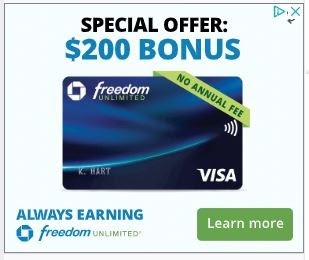 SPECIAL OFFER:
$200 BONUS
freedom
UNLIMITED
NO ANNUAL FEE
K. HART
VISA
ALWAYS EARNING
freedom UNLIMITED®
Learn more